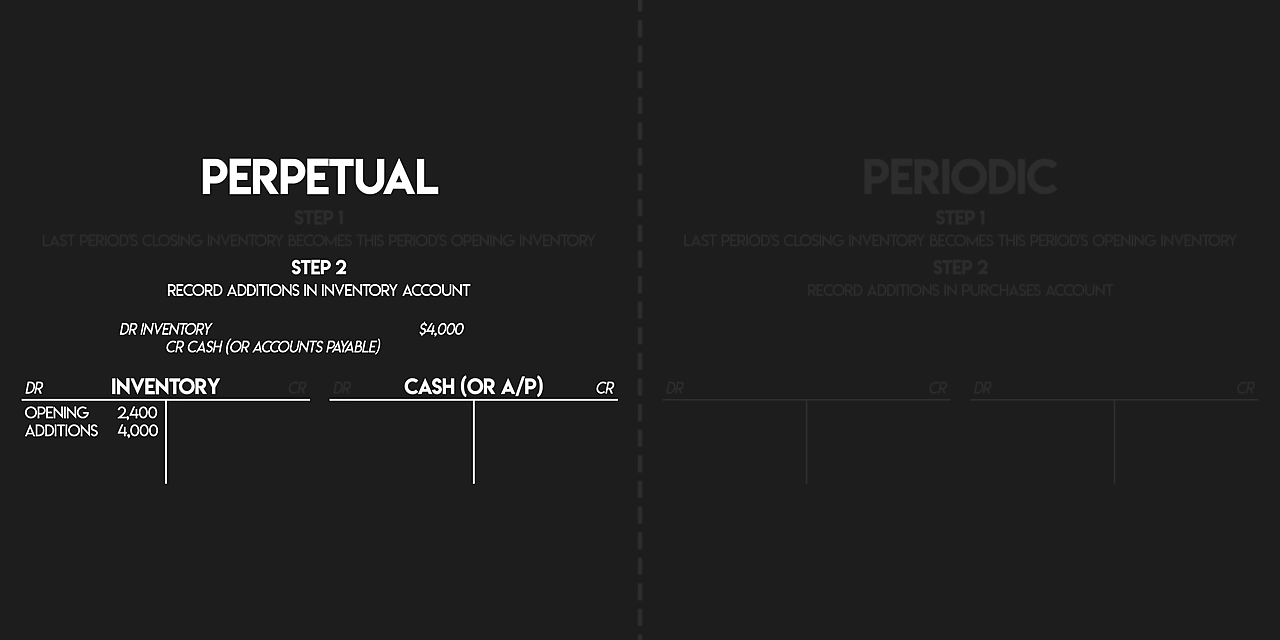 PERPETUAL
STEP 1
LAST PERIOD'S CLOSING INVENTORY BECOMES THIS PERIOD'S OPENING INVENTORY
STEP 2
RECORD ADDITIONS IN INVENTORY ACCOUNT
DR INVENTORY $4,000
CR CASH (OR ACCOUNTS PAYABLE)
DR INVENTORY CR
OPENING 2,400
ADDITIONS 4,000
DR CASH (OR A/P) CR
PERIODIC
STEP 1
LAST PERIOD'S CLOSING INVENTORY BECOMES THIS PERIOD'S OPENING INVENTORY
STEP 2
RECORD ADDITIONS IN PURCHASES ACCOUNT
DR CR
DR CR